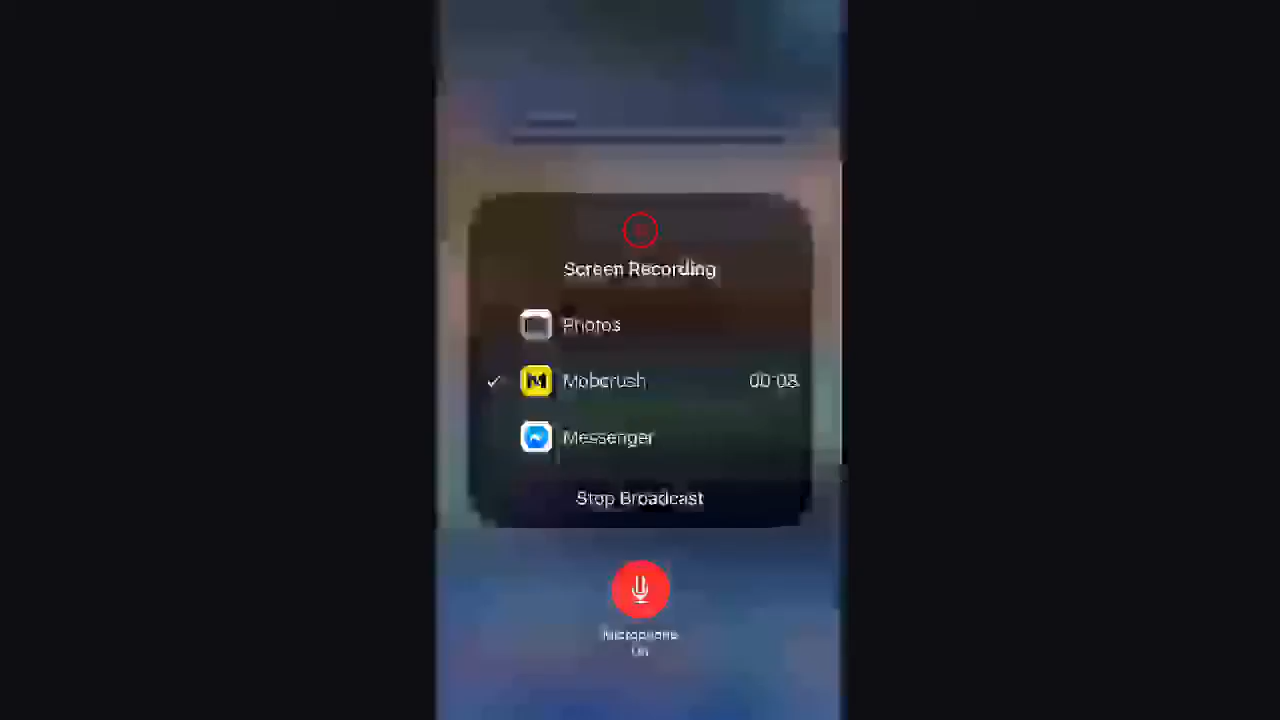 Screen Recording
Photos
Mobcrush 00:08
Messenger
Stop Broadcast
Microphone
On